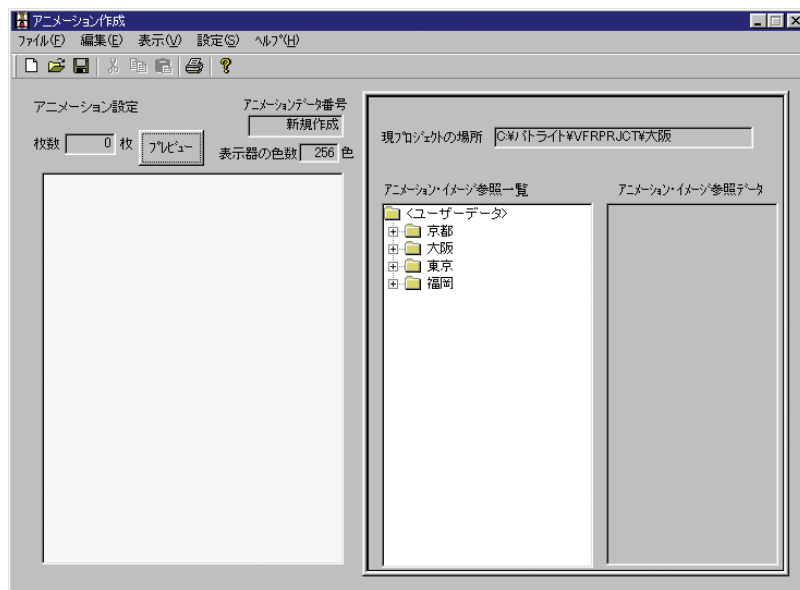 アニメーション作成
ファイル(F) 編集(E) 表示(V) 設定(S) ヘルプ(H)
アニメーション設定
アニメーションデータ番号
新規作成
枚数 0 枚 プレビュー
表示器の色数 256 色
現プロジェクトの場所 C:¥パトライト¥VFRPRJCT¥大阪
アニメーション・イメージ参照一覧
アニメーション・イメージ参照データ
<ユーザーデータ>
京都
大阪
東京
福岡